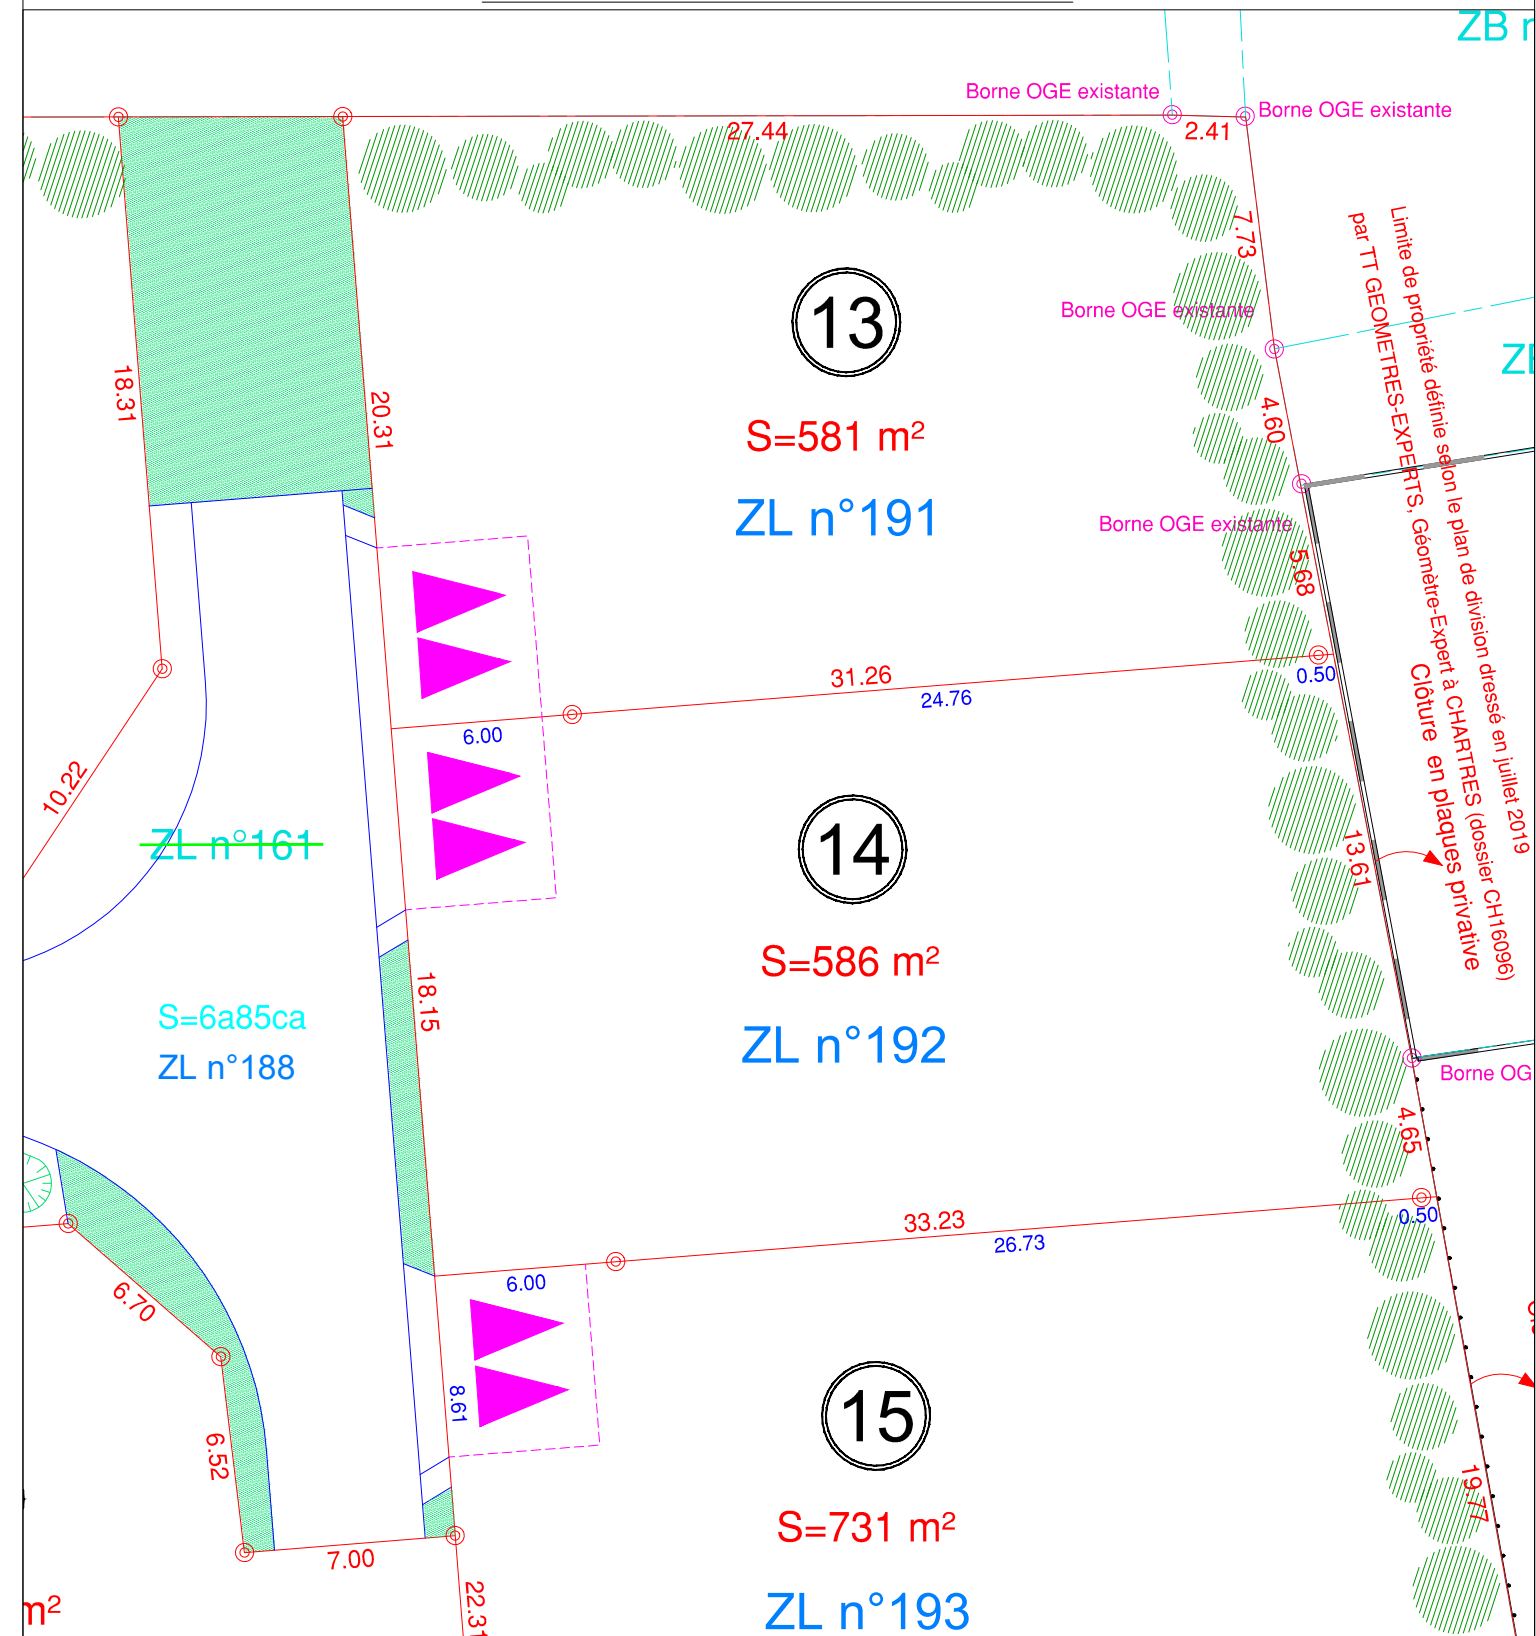 ZB
Borne OGE existante
Borne OGE existante
27.44
2.41
7.73
Limite de propriété définie selon le plan de division dressé en juillet 2019
par TT GEOMETRES-EXPERTS, Géomètre-Expert à CHARTRES (dossier CH16096)
13
Borne OGE existante
18.31
20.31
4.60
S=581 m²
ZL n°191
Borne OGE existante
5.68
31.26
24.76
0.50
6.00
Clôture en plaques privative
10.22
ZL n°161
14
13.61
S=586 m²
18.15
S=6a85ca
ZL n°188
ZL n°192
Borne OG
4.65
33.23
26.73
0.50
6.00
6.70
8.61
15
6.52
19.77
S=731 m²
7.00
22.31
m²
ZL n°193